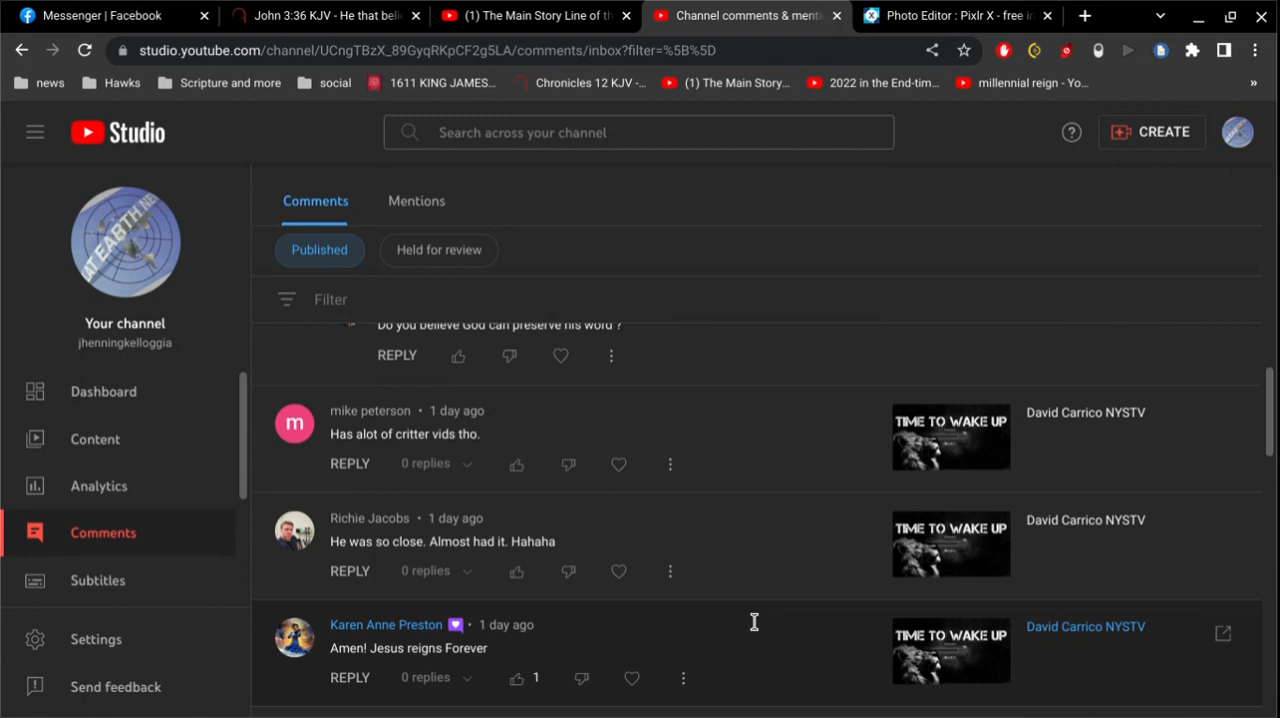 Messenger | Facebook
John 3:36 KJV - He that beli
(1) The Main Story Line of th
Channel comments & menti
Photo Editor : Pixlr X - free i
studio.youtube.com/channel/UCngTBzX_89GyqRKpCF2g5LA/comments/inbox?filter=%5B%5D
news
Hawks
Scripture and more
social
1611 KING JAMES...
Chronicles 12 KJV -...
(1) The Main Story...
2022 in the End-tim...
millennial reign - Yo...
»
Studio
Search across your channel
CREATE
AT EARTH NE
Your channel
jhenningkelloggia
Dashboard
Content
Analytics
Comments
Subtitles
Settings
Send feedback
Comments
Mentions
Published
Held for review
Filter
Do you believe God can preserve his word ?
REPLY
m
mike peterson • 1 day ago
Has alot of critter vids tho.
REPLY 0 replies
TIME TO WAKE UP
David Carrico NYSTV
Richie Jacobs • 1 day ago
He was so close. Almost had it. Hahaha
REPLY 0 replies
TIME TO WAKE UP
David Carrico NYSTV
Karen Anne Preston • 1 day ago
Amen! Jesus reigns Forever
REPLY 0 replies 1
TIME TO WAKE UP
David Carrico NYSTV